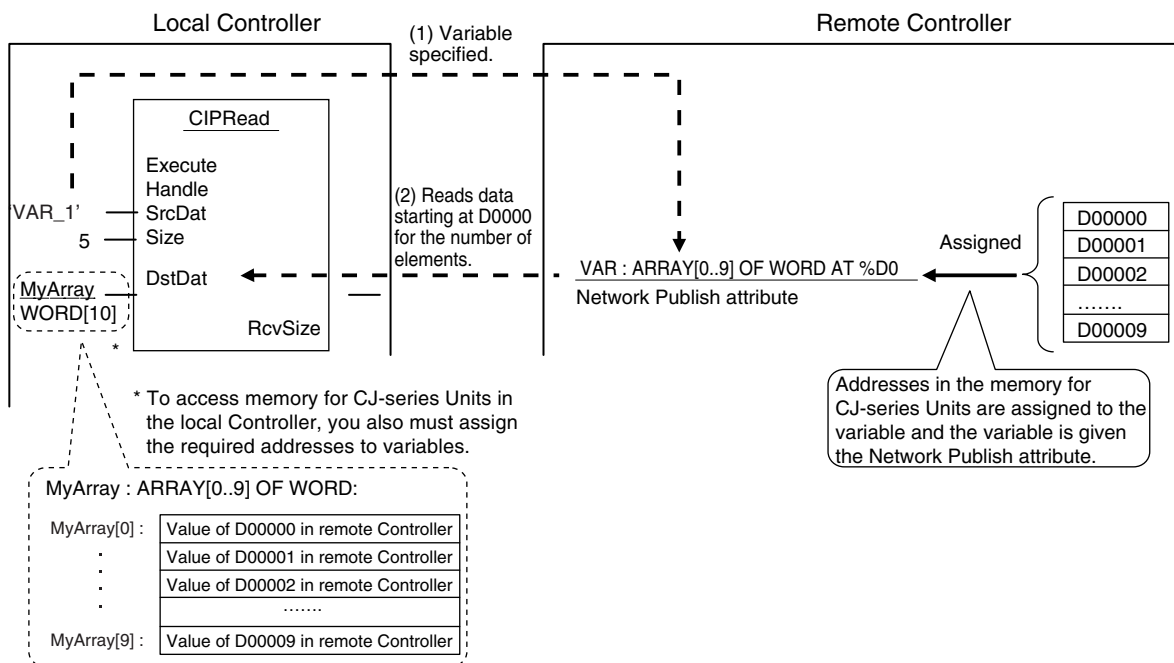 Local Controller
Remote Controller
(1) Variable
specified.
CIPRead
Execute
Handle
'VAR_1'
SrcDat
5
Size
MyArray
WORD[10]
DstDat
RcvSize
*
(2) Reads data
starting at D0000
for the number of
elements.
VAR : ARRAY[0..9] OF WORD AT %D0
Network Publish attribute
Assigned
D00000
D00001
D00002
.......
D00009
Addresses in the memory for
CJ-series Units are assigned to the
variable and the variable is given
the Network Publish attribute.
* To access memory for CJ-series Units in
the local Controller, you also must assign
the required addresses to variables.
MyArray : ARRAY[0..9] OF WORD:
MyArray[0] :
Value of D00000 in remote Controller
Value of D00001 in remote Controller
Value of D00002 in remote Controller
.......
MyArray[9] :
Value of D00009 in remote Controller